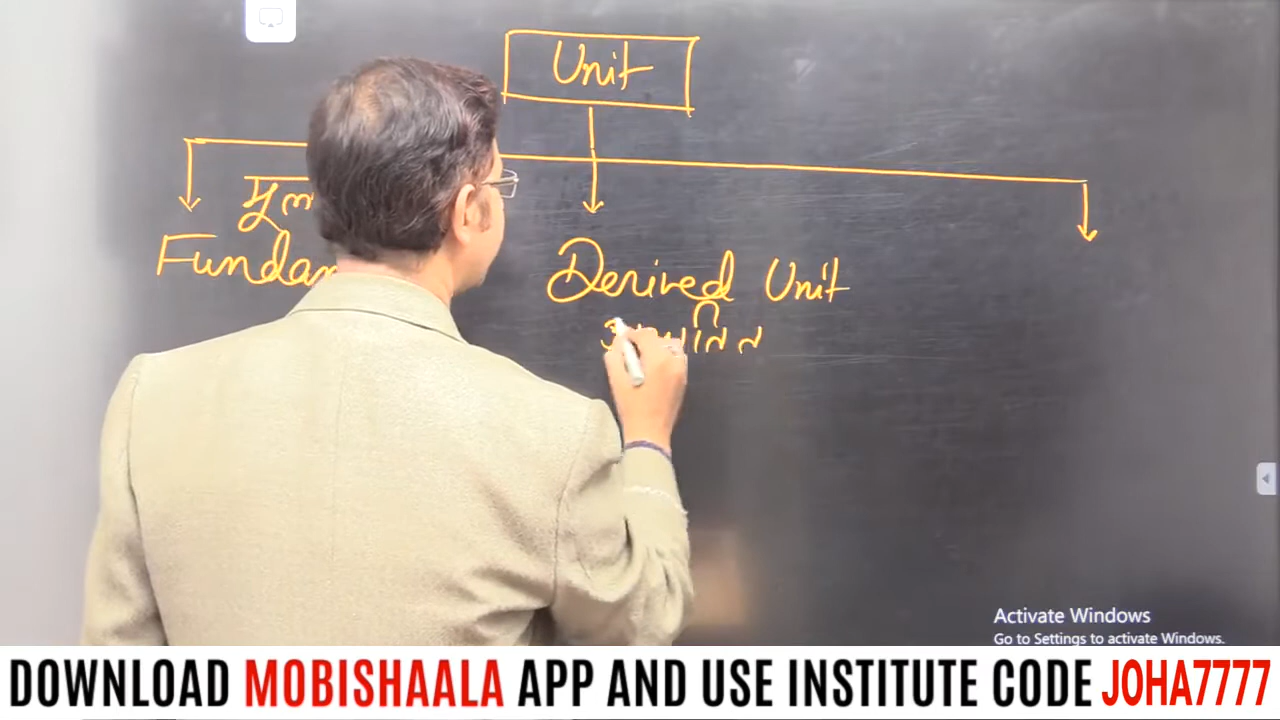 Unit
मूल
Derived Unit
Activate Windows
Go to Settings to activate Windows.
DOWNLOAD MOBISHAALA APP AND USE INSTITUTE CODE JOHA7777